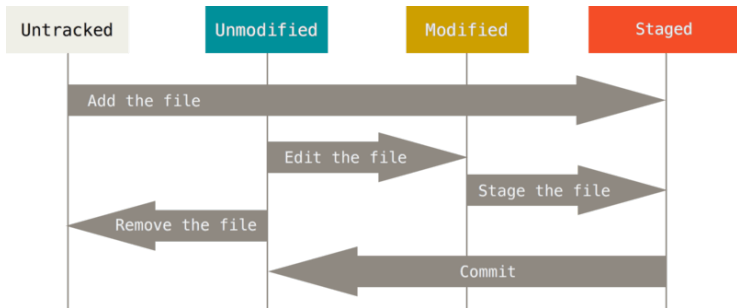 Untracked
Unmodified
Modified
Staged
Add the file
Edit the file
Stage the file
Remove the file
Commit